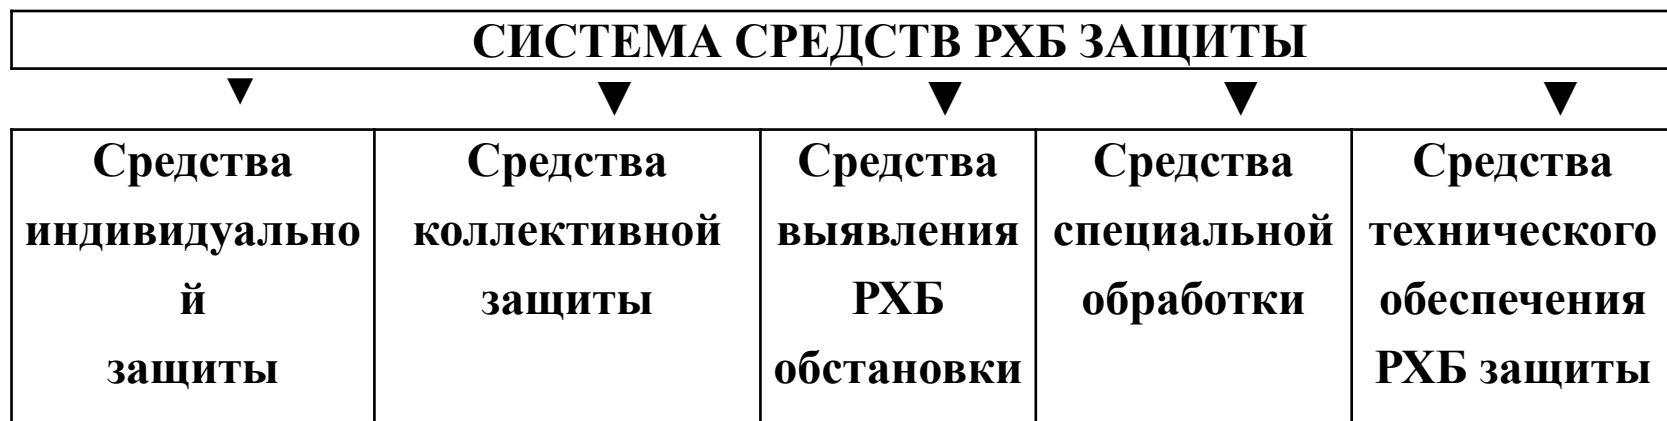 СИСТЕМА СРЕДСТВ РХБ ЗАЩИТЫ
Средства
индивидуально
й
защиты
Средства
коллективной
защиты
Средства
выявления
РХБ
обстановки
Средства
специальной
обработки
Средства
технического
обеспечения
РХБ защиты